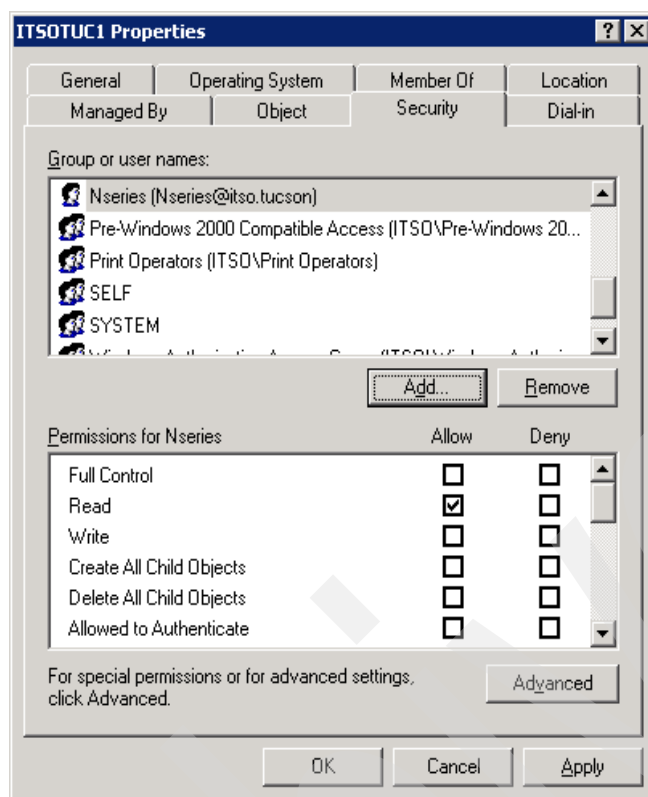 ITSOTUC1 Properties
General Operating System Member Of Location
Managed By Object Security Dial-in
Group or user names:
Nseries (Nseries@itso.tucson)
Pre-Windows 2000 Compatible Access (ITSO\Pre-Windows 20...
Print Operators (ITSO\Print Operators)
SELF
SYSTEM
Add... Remove
Permissions for Nseries Allow Deny
Full Control
Read
Write
Create All Child Objects
Delete All Child Objects
Allowed to Authenticate
For special permissions or for advanced settings,
click Advanced.
Advanced
OK Cancel Apply